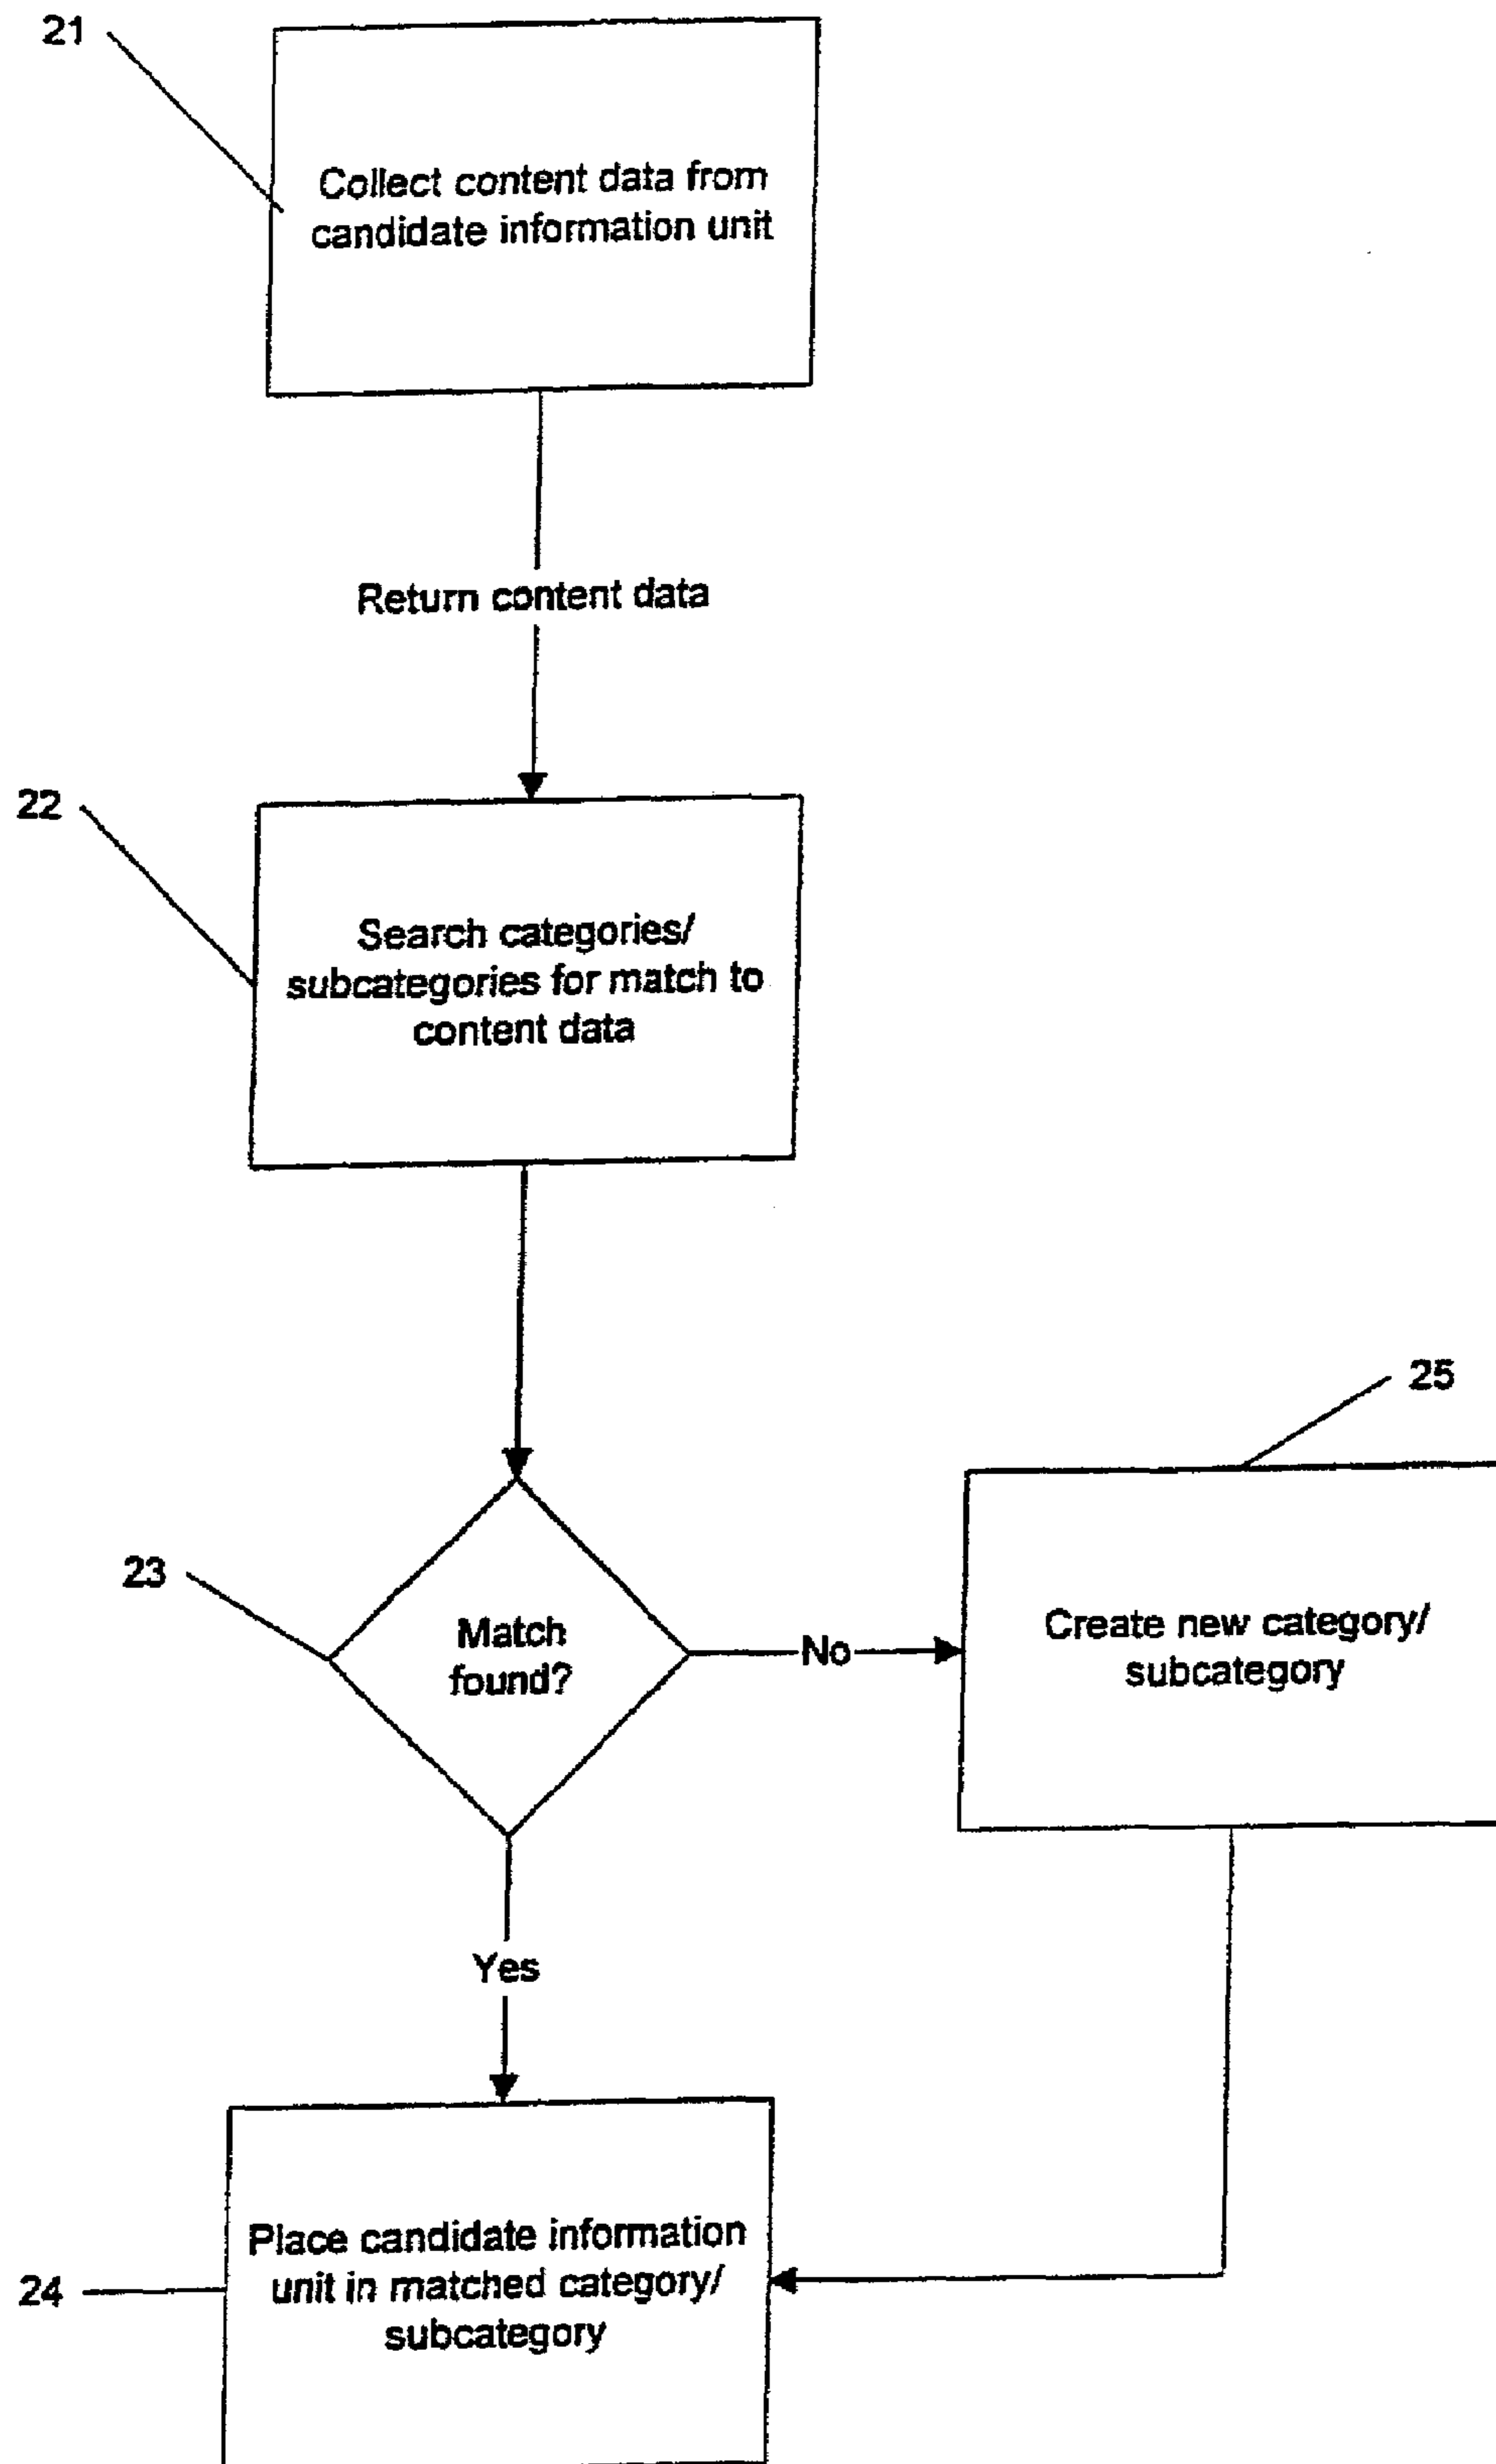 21
Collect content data from
candidate information unit
Return content data
22
Search categories/
subcategories for match to
content data
23
Match
found?
No
25
Create new category/
subcategory
Yes
24
Place candidate information
unit in matched category/
subcategory